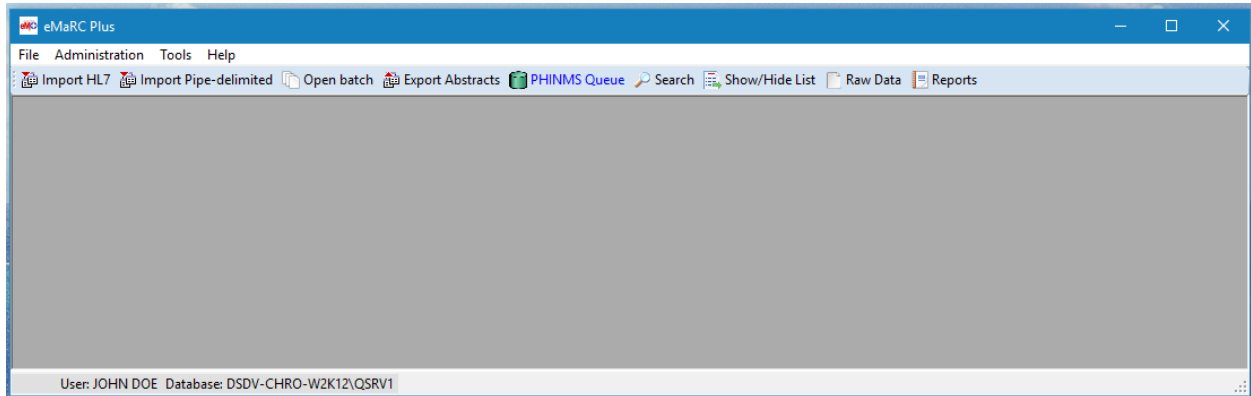 eMaRC Plus
File Administration Tools Help
Import HL7 Import Pipe-delimited Open batch Export Abstracts PHINMS Queue Search Show/Hide List Raw Data Reports
User: JOHN DOE Database: DSDV-CHRO-W2K12\QSRV1